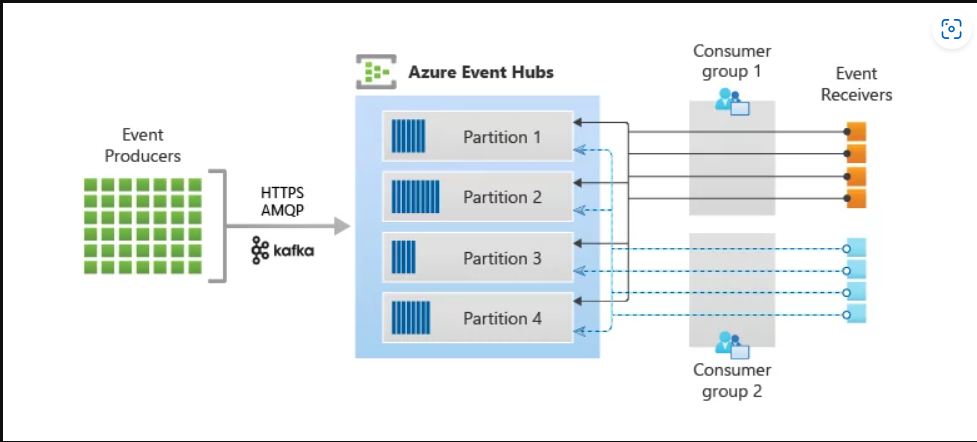 Azure Event Hubs
Event
Producers
HTTPS
AMQP
kafka
Partition 1
Partition 2
Partition 3
Partition 4
Consumer
group 1
Event
Receivers
Consumer
group 2